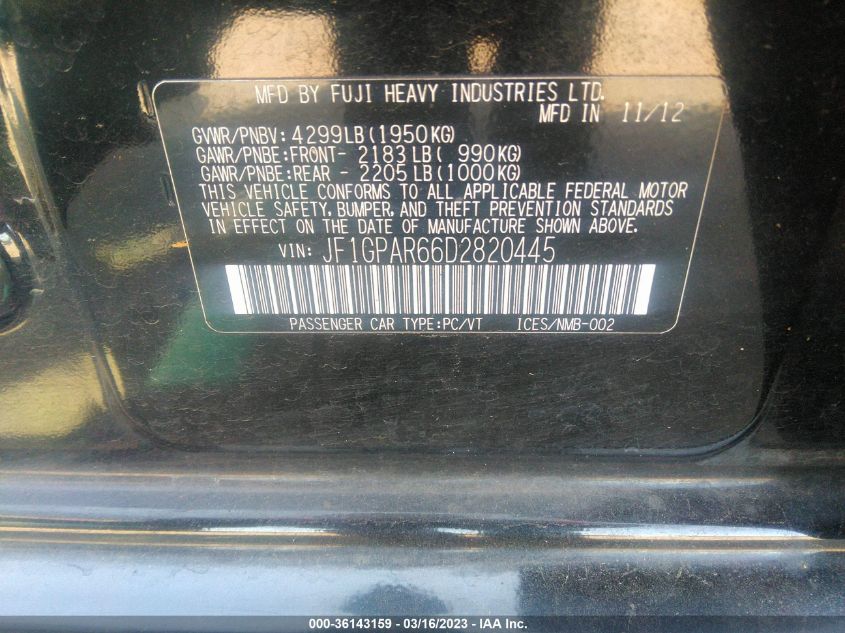 MFD BY FUJI HEAVY INDUSTRIES LTD.
MFD IN 11/12
GVWR/PNBV: 4299LB(1950KG)
GAWR/PNBE:FRONT- 2183LB( 990KG)
GAWR/PNBE:REAR - 2205LB(1000KG)
THIS VEHICLE CONFORMS TO ALL APPLICABLE FEDERAL MOTOR
VEHICLE SAFETY, BUMPER, AND THEFT PREVENTION STANDARDS
IN EFFECT ON THE DATE OF MANUFACTURE SHOWN ABOVE.
VIN: JF1GPAR66D2820445
PASSENGER CAR TYPE:PC/VT ICES/NMB-002
000-36143159 - 03/16/2023 - IAA Inc.